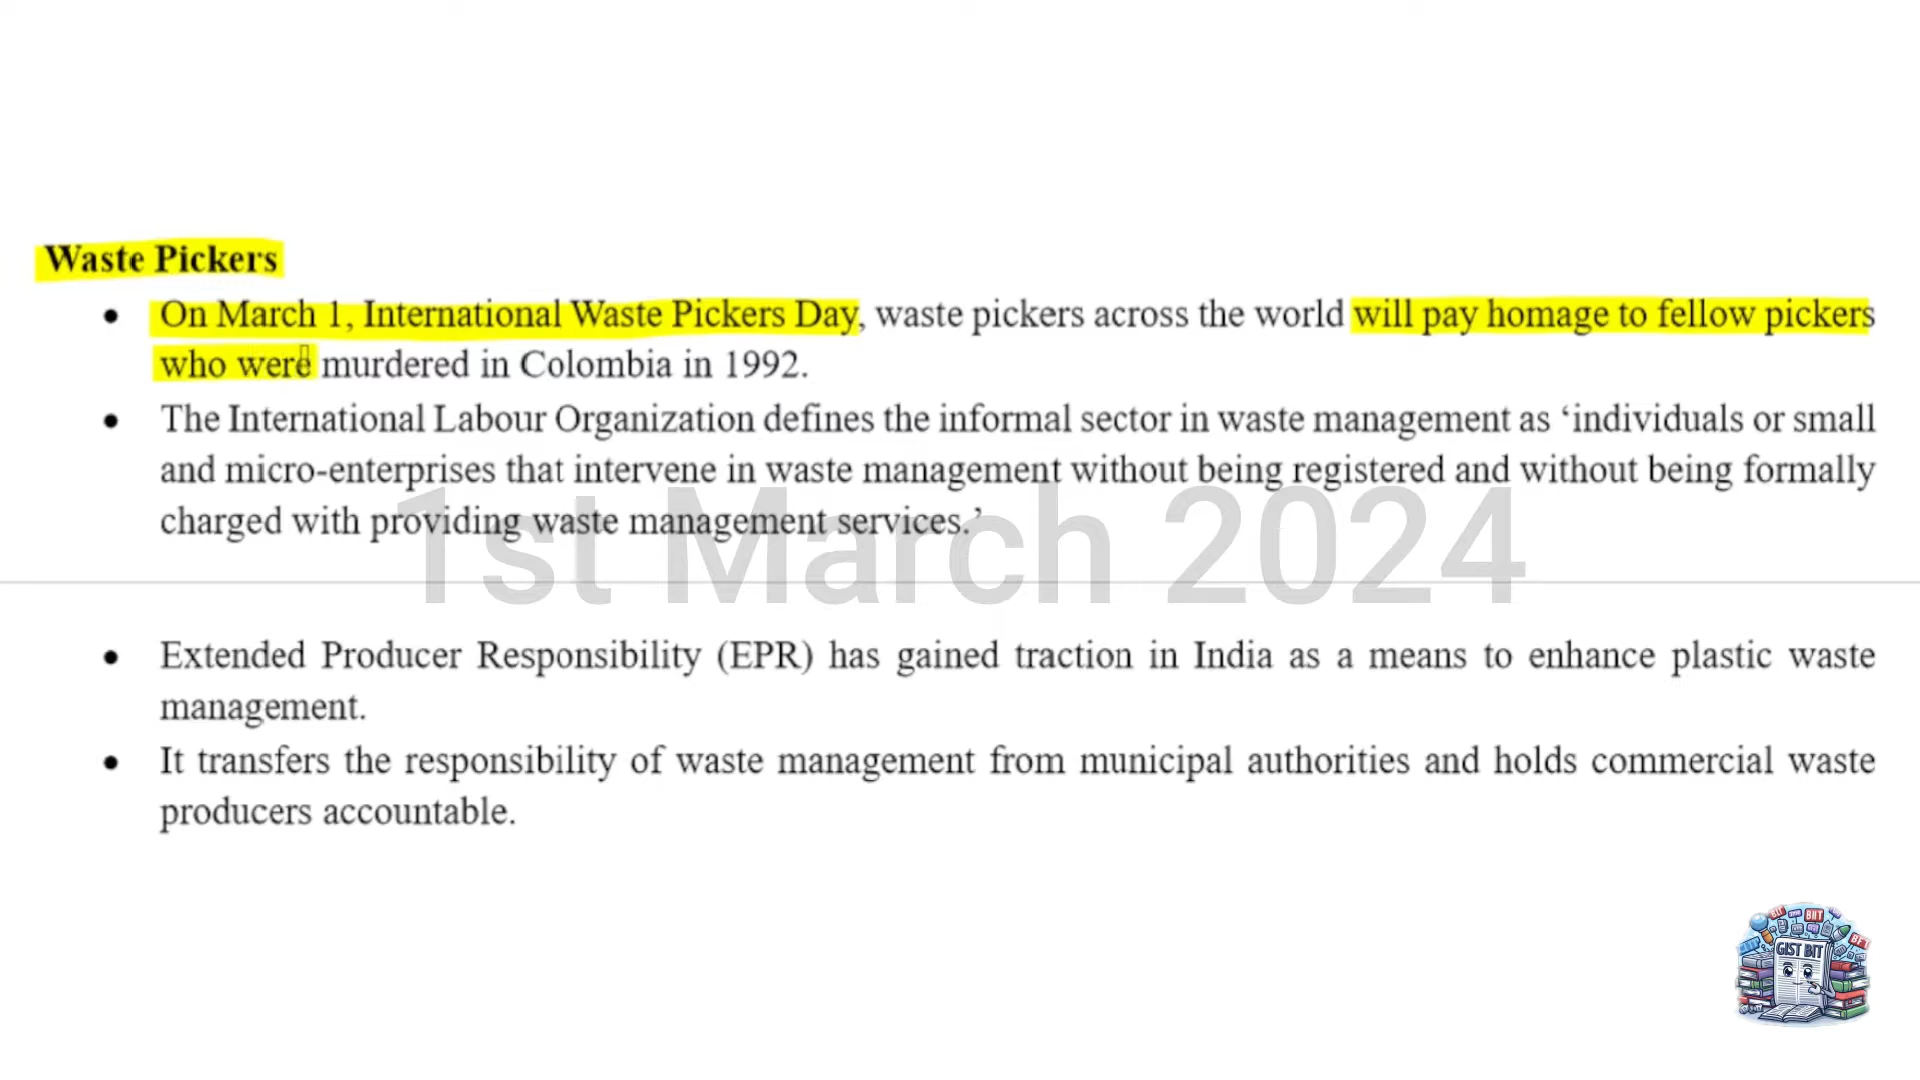 Waste Pickers
• On March 1, International Waste Pickers Day, waste pickers across the world will pay homage to fellow pickers
who were murdered in Colombia in 1992.
• The International Labour Organization defines the informal sector in waste management as ‘individuals or small
and micro-enterprises that intervene in waste management without being registered and without being formally
charged with providing waste management services.’
1st March 2024
• Extended Producer Responsibility (EPR) has gained traction in India as a means to enhance plastic waste
management.
• It transfers the responsibility of waste management from municipal authorities and holds commercial waste
producers accountable.
GIST BIT